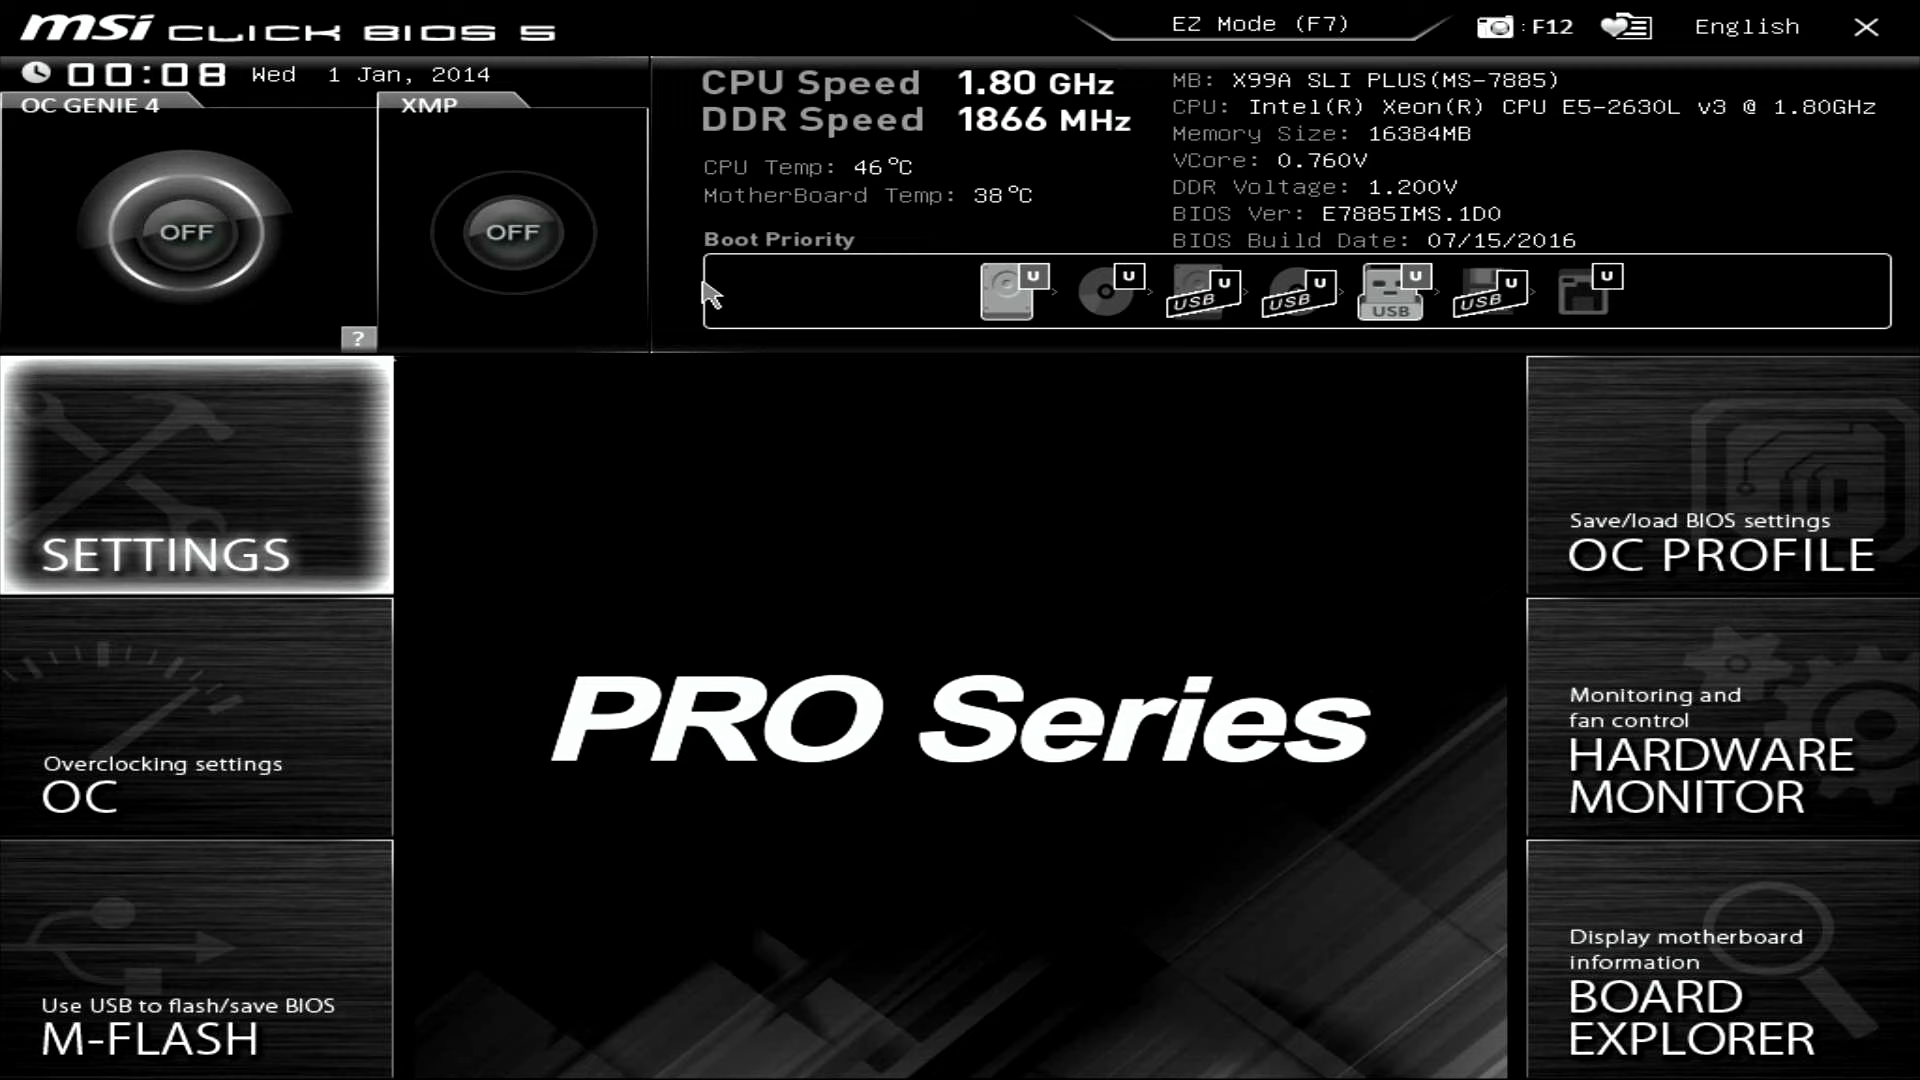 msi CLICK BIOS 5
EZ Mode (F7)
: F12
English
00:08 Wed 1 Jan, 2014
OC GENIE 4
OFF
?
XMP
OFF
CPU Speed 1.80 GHz
DDR Speed 1866 MHz
CPU Temp: 46°C
MotherBoard Temp: 38°C
MB: X99A SLI PLUS(MS-7885)
CPU: Intel(R) Xeon(R) CPU E5-2630L v3 @ 1.80GHz
Memory Size: 16384MB
VCore: 0.760V
DDR Voltage: 1.200V
BIOS Ver: E7885IMS.1D0
BIOS Build Date: 07/15/2016
Boot Priority
U U U U U U U
USB USB USB USB
SETTINGS
Overclocking settings
OC
Use USB to flash/save BIOS
M-FLASH
PRO Series
Save/load BIOS settings
OC PROFILE
Monitoring and
fan control
HARDWARE
MONITOR
Display motherboard
information
BOARD
EXPLORER